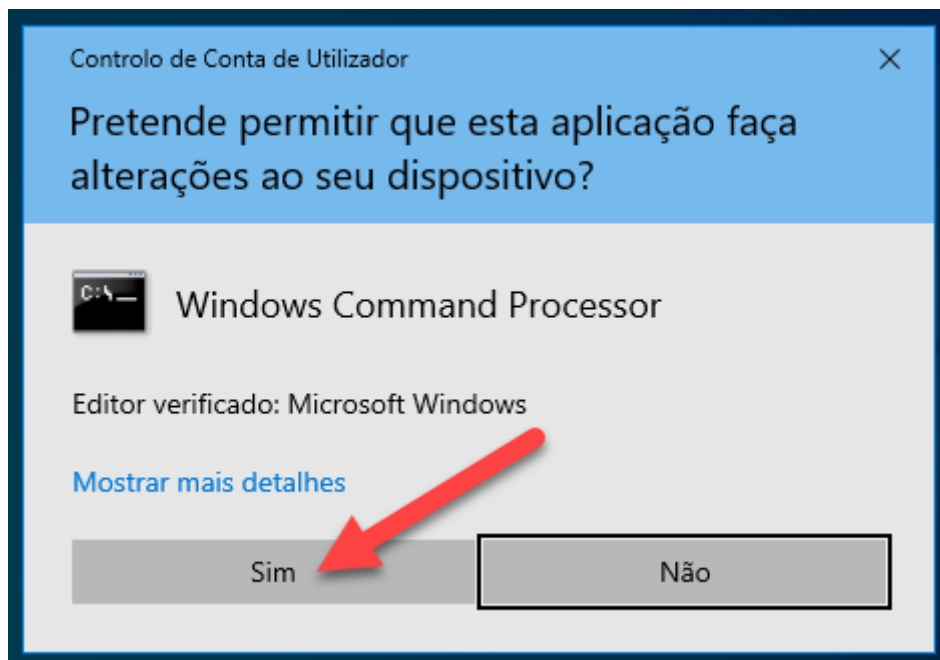 Controlo de Conta de Utilizador
Pretende permitir que esta aplicação faça
alterações ao seu dispositivo?
C:\
Windows Command Processor
Editor verificado: Microsoft Windows
Mostrar mais detalhes
Sim
Não